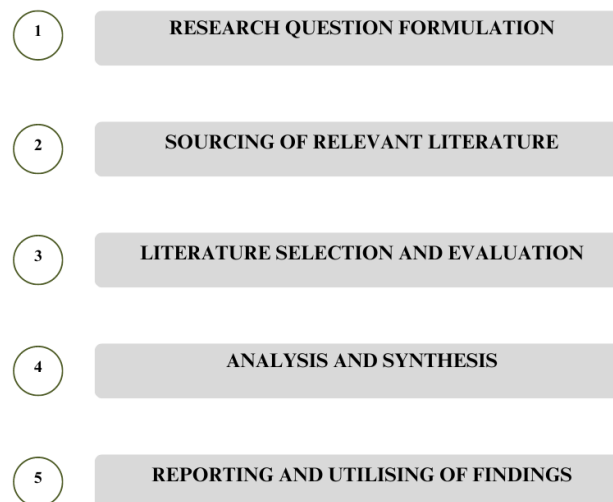 1
RESEARCH QUESTION FORMULATION
2
SOURCING OF RELEVANT LITERATURE
3
LITERATURE SELECTION AND EVALUATION
4
ANALYSIS AND SYNTHESIS
5
REPORTING AND UTILISING OF FINDINGS